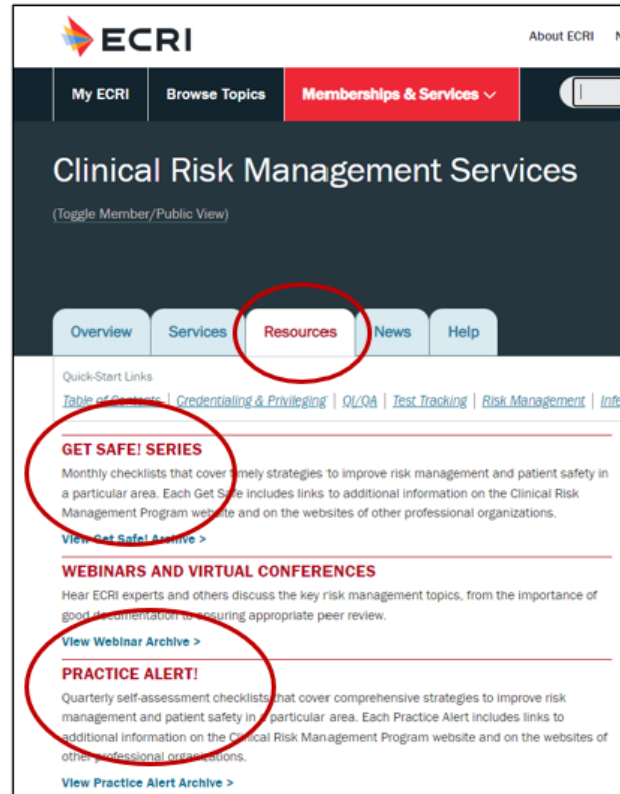 ECRI
About ECRI
My ECRI Browse Topics Memberships & Services
Clinical Risk Management Services
(Toggle Member/Public View)
Overview Services Resources News Help
Quick-Start Links
Table of Contents | Credentialing & Privileging | QI/QA | Test Tracking | Risk Management |
GET SAFE! SERIES
Monthly checklists that cover timely strategies to improve risk management and patient safety in
a particular area. Each Get Safe includes links to additional information on the Clinical Risk
Management Program website and on the websites of other professional organizations.
View Get Safe! Archive >
WEBINARS AND VIRTUAL CONFERENCES
Hear ECRI experts and others discuss the key risk management topics, from the importance of
good documentation to ensuring appropriate peer review.
View Webinar Archive >
PRACTICE ALERT!
Quarterly self-assessment checklists that cover comprehensive strategies to improve risk
management and patient safety in a particular area. Each Practice Alert includes links to
additional information on the Clinical Risk Management Program website and on the websites of
other professional organizations.
View Practice Alert Archive >